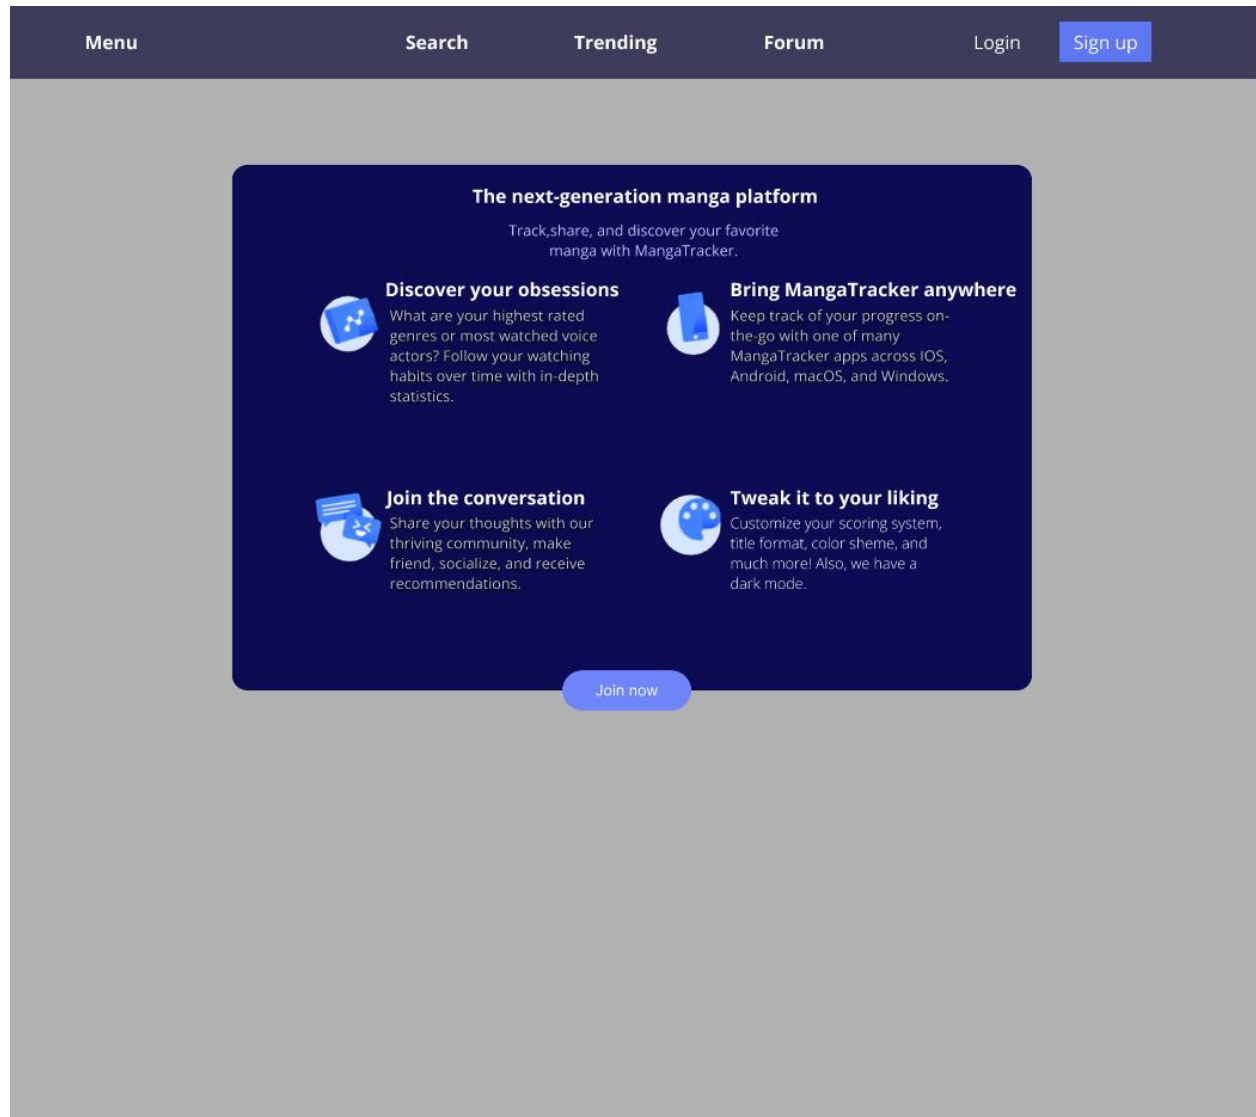 Menu
Search
Trending
Forum
Login
Sign up
The next-generation manga platform
Track,share, and discover your favorite
manga with MangaTracker.
Discover your obsessions
What are your highest rated
genres or most watched voice
actors? Follow your watching
habits over time with in-depth
statistics.
Bring MangaTracker anywhere
Keep track of your progress on-
the-go with one of many
MangaTracker apps across IOS,
Android, macOS, and Windows.
Join the conversation
Share your thoughts with our
thriving community, make
friend, socialize, and receive
recommendations.
Tweak it to your liking
Customize your scoring system,
title format, color sheme, and
much more! Also, we have a
dark mode.
Join now